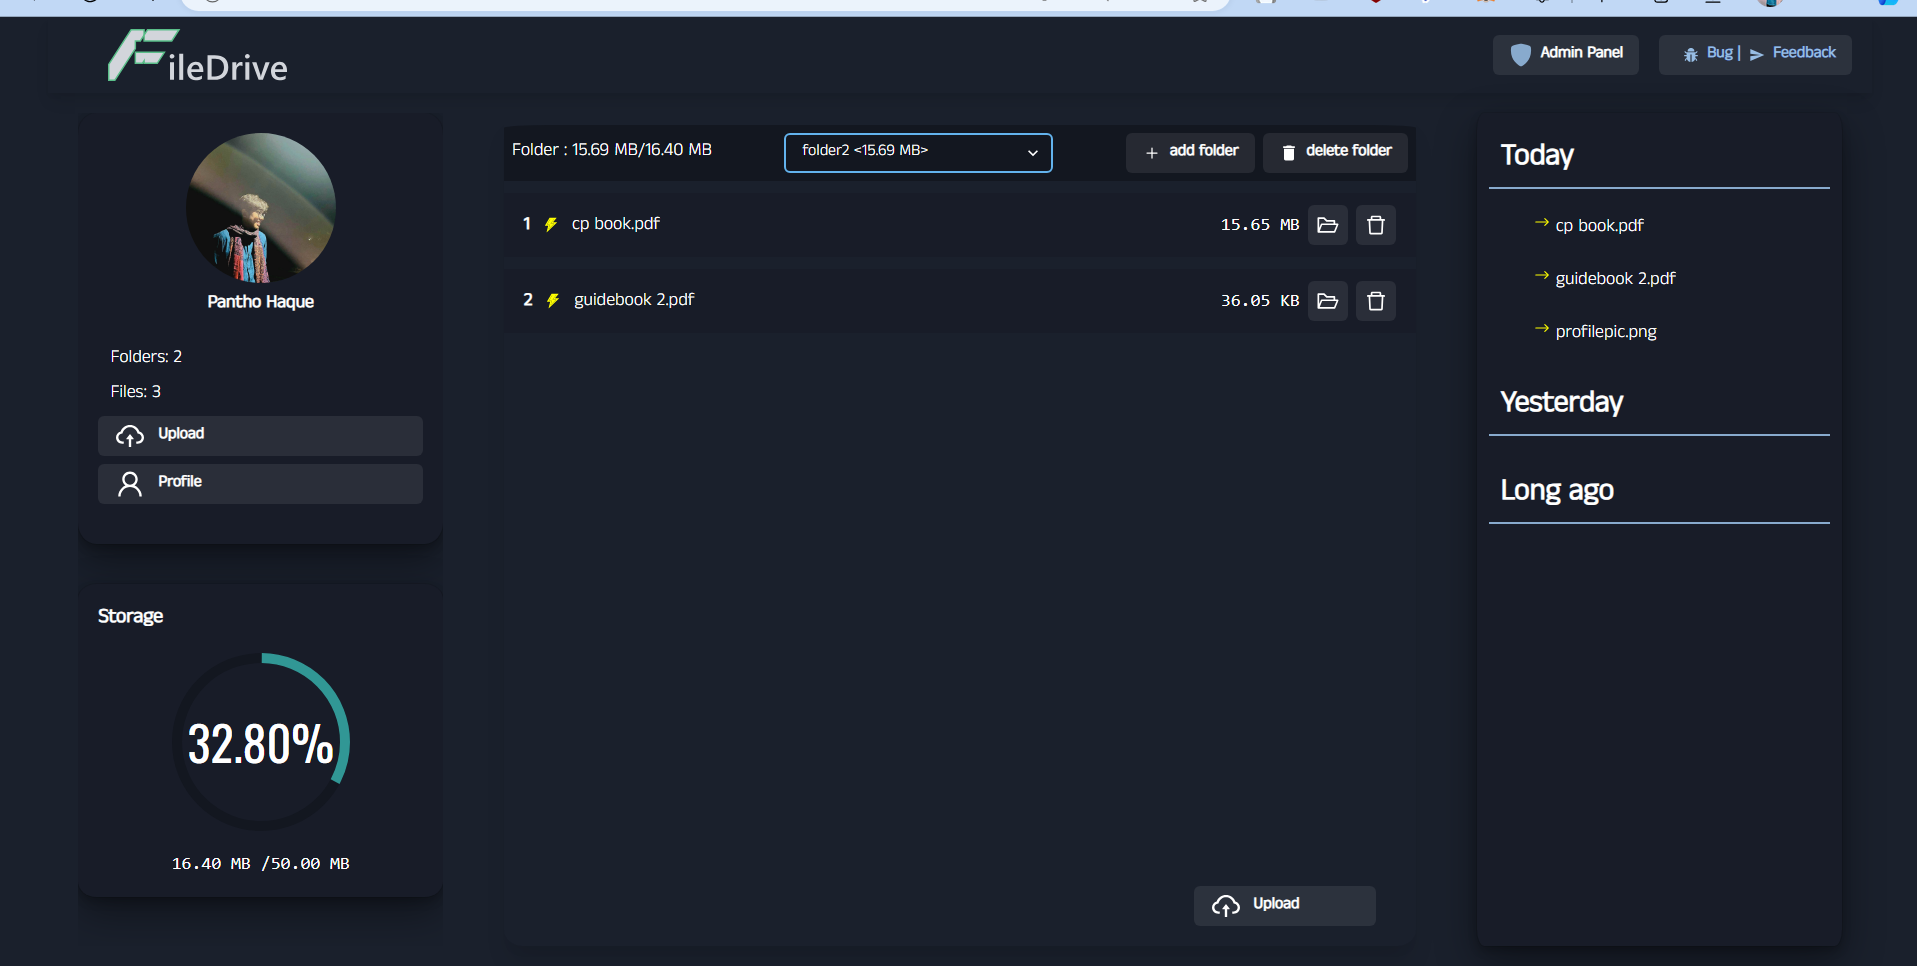 FileDrive
Admin Panel
Bug | Feedback
Pantho Haque
Folders: 2
Files: 3
Upload
Profile
Storage
32.80%
16.40 MB /50.00 MB
Folder : 15.69 MB/16.40 MB
folder2 <15.69 MB>
add folder
delete folder
1 cp book.pdf 15.65 MB
2 guidebook 2.pdf 36.05 KB
Upload
Today
cp book.pdf
guidebook 2.pdf
profilepic.png
Yesterday
Long ago